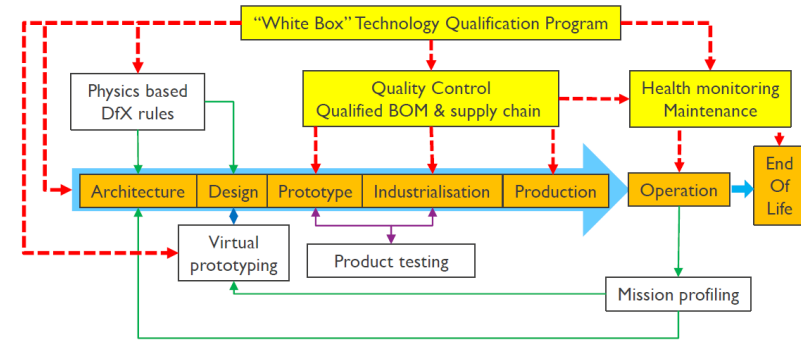 “White Box” Technology Qualification Program
Physics based
DfX rules
Quality Control
Qualified BOM & supply chain
Health monitoring
Maintenance
Architecture
Design
Prototype
Industrialisation
Production
Operation
End
Of
Life
Virtual
prototyping
Product testing
Mission profiling